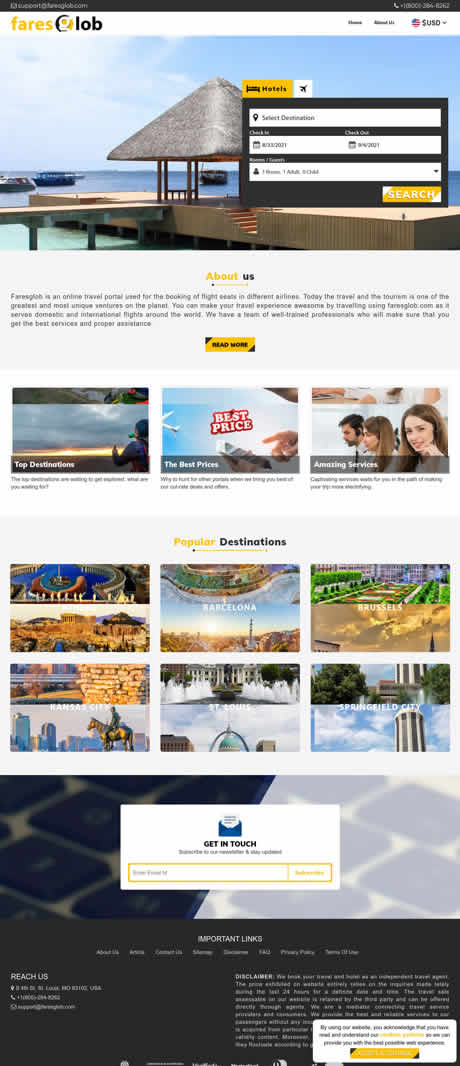 support@faresglob.com
+1(800)-284-8262
faresglob
Home
About Us
$ USD
Hotels
Select Destination
Check In
Check Out
8/33/2021
9/4/2021
Rooms / Guests
1 Room, 1 Adult, 0 Child
SEARCH
About us
Faresglob is an online travel portal used for the booking of flight seats in different airlines. Today the travel and the tourism is one of the
greatest and most unique ventures on the planet. You can make your travel experience awesome by travelling using faresglob.com as it
serves domestic and international flights around the world. We have a team of well-trained professionals who will make sure that you
get the best services and proper assistance.
READ MORE
BEST
PRICE
Top Destinations
The Best Prices
Amazing Services
The top destinations are waiting to get explored. what are
you waiting for?
Why to hunt for other portals when we bring you best of
our cut-rate deals and offers.
Captivating services waits for you in the path of making
your trip more electrifying.
Popular Destinations
BARCELONA
BRUSSELS
KANSAS CITY
ST. LOUIS
SPRINGFIELD CITY
GET IN TOUCH
Subscribe to our newsletter & stay updated
Enter Email Id
Subscribe
IMPORTANT LINKS
About Us
Article
Contact Us
Sitemap
Disclaimer
FAQ
Privacy Policy
Terms Of Use
REACH US
S 4th St, St. Louis, MO 63102, USA
+1(800)-284-8262
support@faresglob.com
DISCLAIMER: We book your travel and hotel as an independent travel agent.
The price exhibited on website entirely relies on the inquiries made lately
during the last 24 hours for a definite date and time. The travel sale
assessable on our website is retained by the third party and can be offered
directly through agents. We are a mediator connecting travel service
providers and consumers. We provide the best and reliable services to our
passengers without any
is acquired from particular
validity content. Moreover,
they fluctuate according to
By using our website, you acknowledge that you have
read and understand our cookies policies so we can
provide you with the best possible web experience.